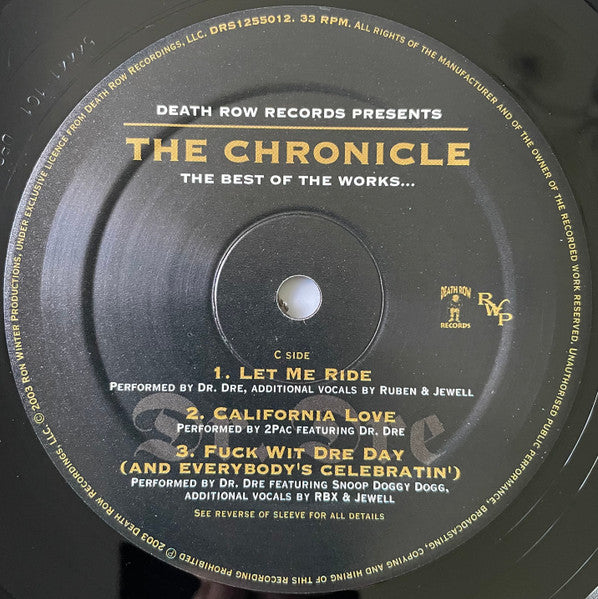 DEATH ROW RECORDS PRESENTS
THE CHRONICLE
THE BEST OF THE WORKS...
DEATH ROW
RECORDS
RWP
C SIDE
1. LET ME RIDE
PERFORMED BY DR. DRE, ADDITIONAL VOCALS BY RUBEN & JEWELL
2. CALIFORNIA LOVE
PERFORMED BY 2PAC FEATURING DR. DRE
3. FUCK WIT DRE DAY
(AND EVERYBODY'S CELEBRATIN')
PERFORMED BY DR. DRE FEATURING SNOOP DOGGY DOGG,
ADDITIONAL VOCALS BY RBX & JEWELL
SEE REVERSE OF SLEEVE FOR ALL DETAILS
Dr. Dre
℗ 2003 DEATH ROW RECORDINGS, LLC. © 2003 RON WINTER PRODUCTIONS, UNDER EXCLUSIVE LICENCE FROM DEATH ROW RECORDINGS, LLC. DRS1255012. 33 RPM. ALL RIGHTS OF THE MANUFACTURER AND OF THE OWNER OF THE RECORDED WORK RESERVED. UNAUTHORISED PUBLIC PERFORMANCE, BROADCASTING, COPYING AND HIRING OF THIS RECORDING PROHIBITED